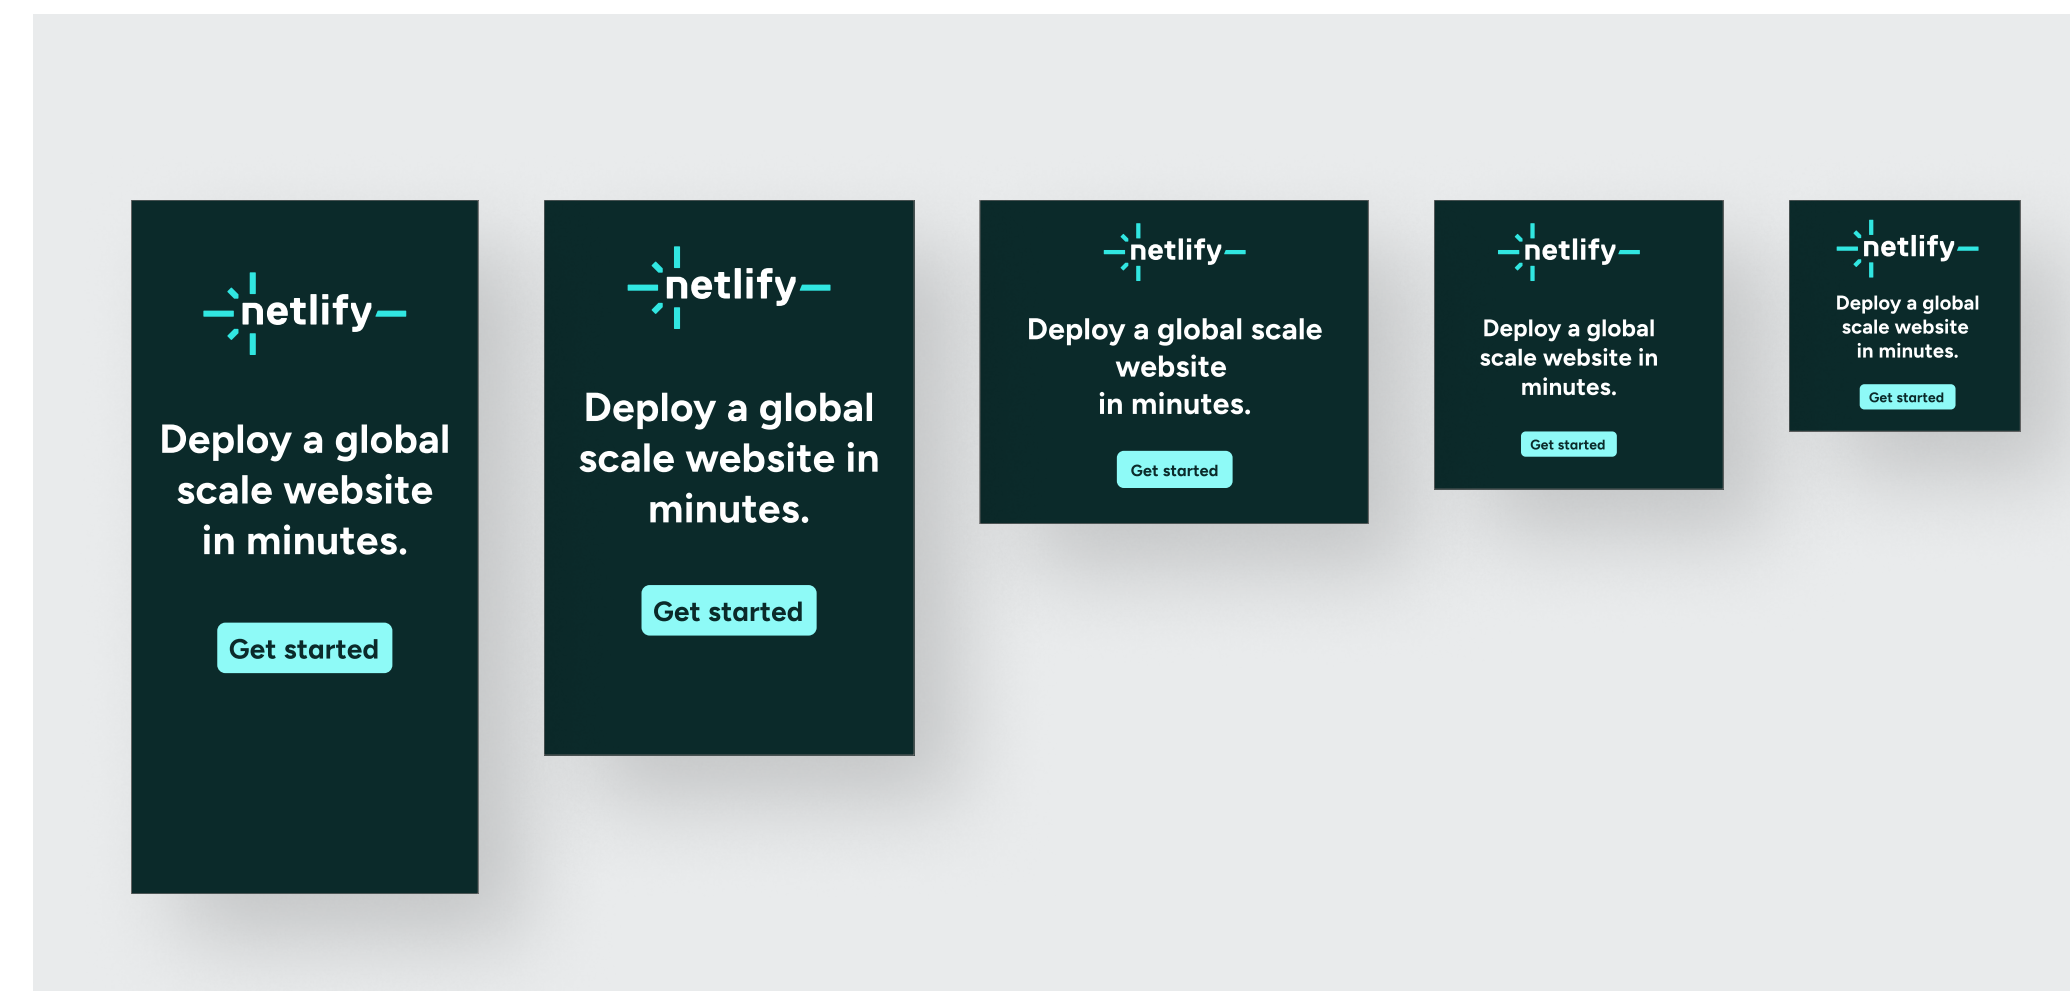 netlify
Deploy a global
scale website
in minutes.
Get started
netlify
Deploy a global
scale website in
minutes.
Get started
netlify
Deploy a global scale
website
in minutes.
Get started
netlify
Deploy a global
scale website in
minutes.
Get started
netlify
Deploy a global
scale website
in minutes.
Get started